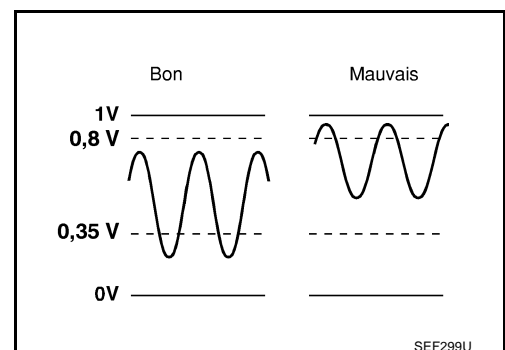 Bon Mauvais
1V
0,8 V
0,35 V
0V
SEF299U